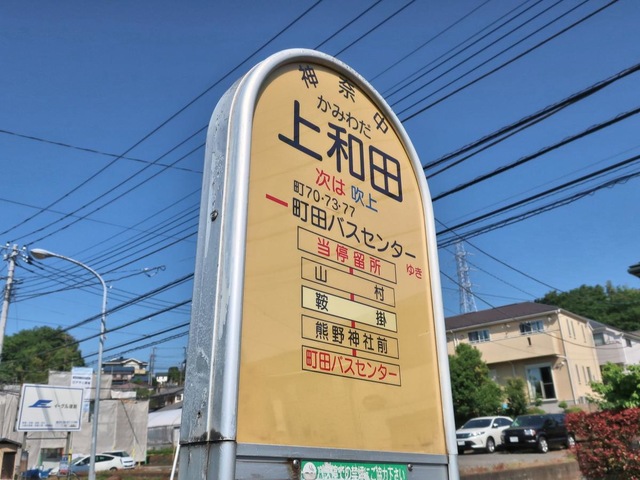 神奈中
かみわだ
上和田
次は 吹上
町70・73・77
町田バスセンター
ゆき
当停留所
山村
鞍掛
熊野神社前
町田バスセンター